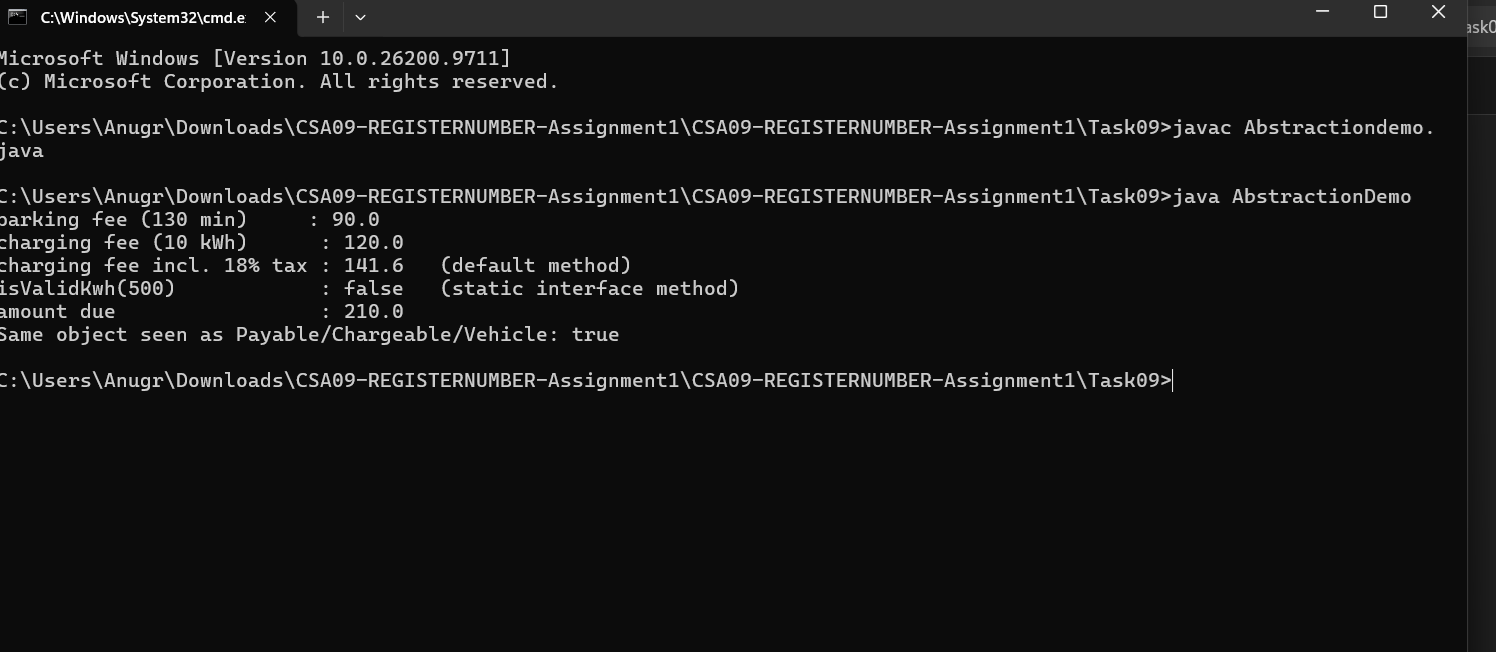 C:\Windows\System32\cmd.e
ask0
Microsoft Windows [Version 10.0.26200.9711]
(c) Microsoft Corporation. All rights reserved.
C:\Users\Anugr\Downloads\CSA09-REGISTERNUMBER-Assignment1\CSA09-REGISTERNUMBER-Assignment1\Task09>javac Abstractiondemo.
java
C:\Users\Anugr\Downloads\CSA09-REGISTERNUMBER-Assignment1\CSA09-REGISTERNUMBER-Assignment1\Task09>java AbstractionDemo
parking fee (130 min)     : 90.0
charging fee (10 kWh)      : 120.0
charging fee incl. 18% tax : 141.6   (default method)
isValidKwh(500)            : false   (static interface method)
amount due                 : 210.0
Same object seen as Payable/Chargeable/Vehicle: true
C:\Users\Anugr\Downloads\CSA09-REGISTERNUMBER-Assignment1\CSA09-REGISTERNUMBER-Assignment1\Task09>